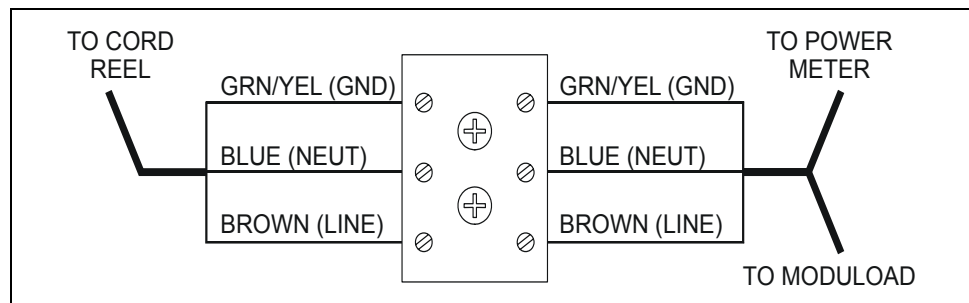 TO CORD
REEL
TO POWER
METER
GRN/YEL (GND)
GRN/YEL (GND)
BLUE (NEUT)
BLUE (NEUT)
BROWN (LINE)
BROWN (LINE)
TO MODULOAD